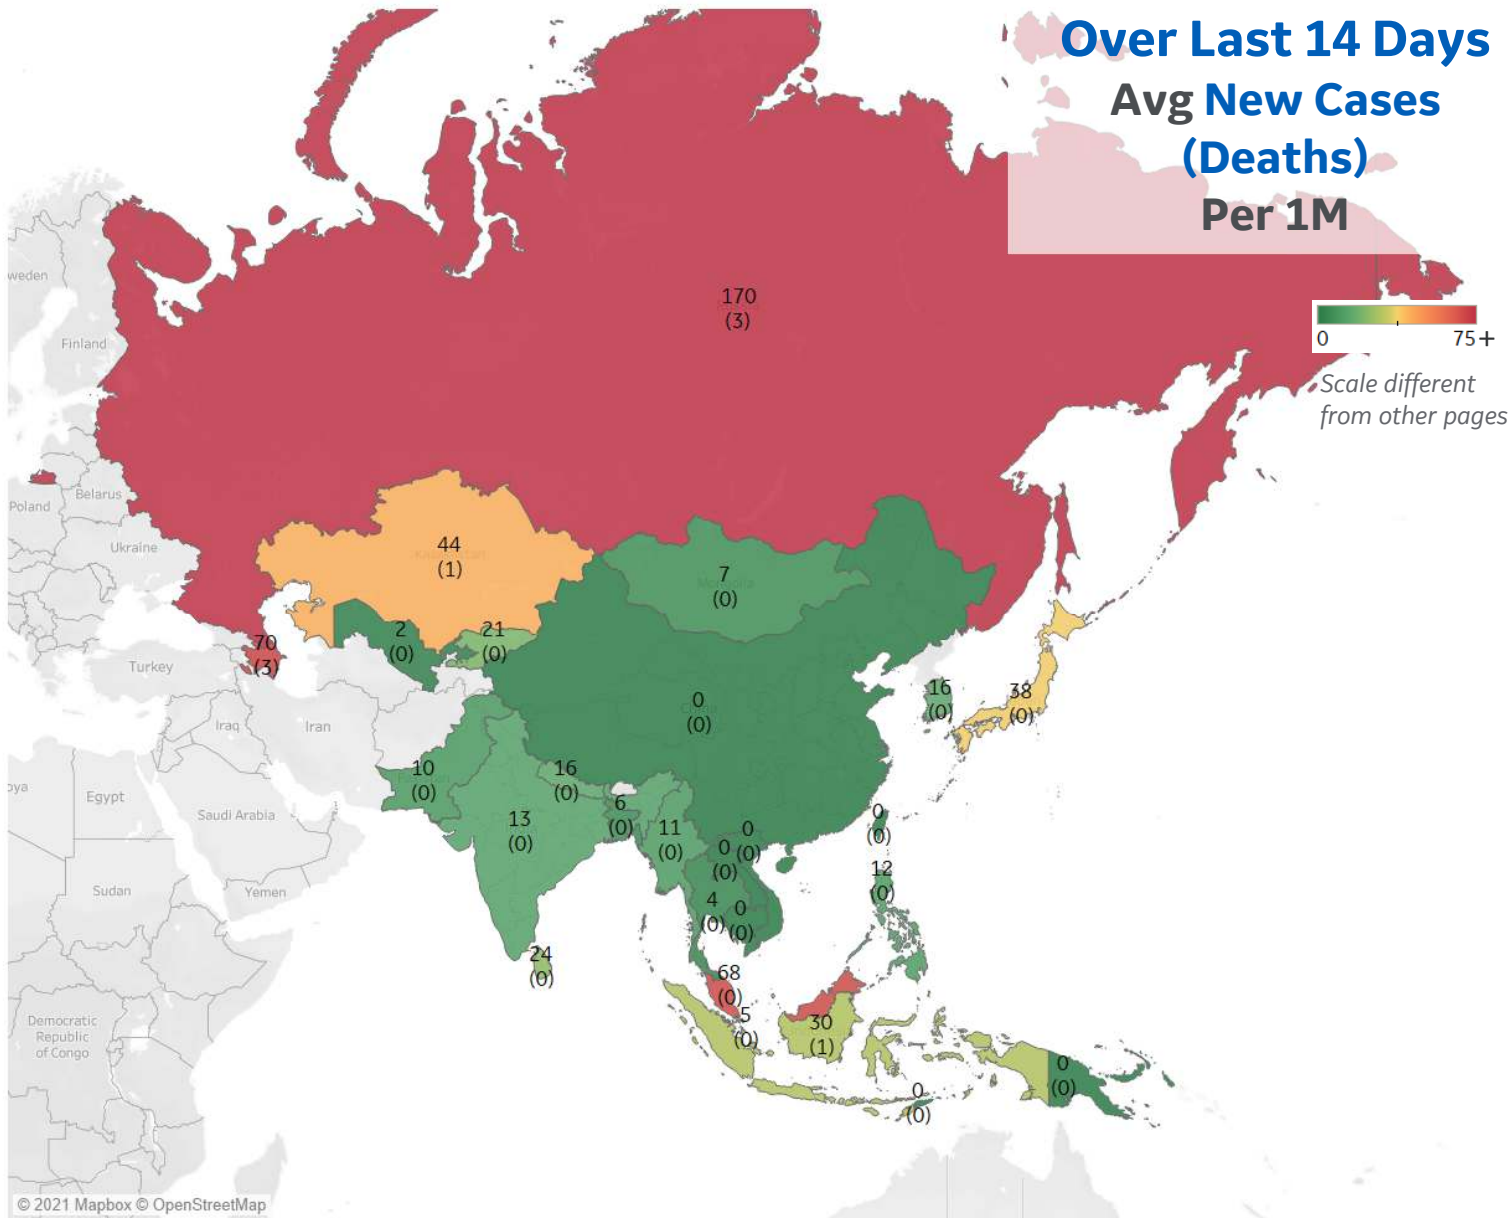 Over Last 14 Days
Avg New Cases
(Deaths)
Per 1M
170
(3)
0
75+
Scale different
from other pages
weden
Finland
Poland
Belarus
Ukraine
44
(1)
7
(0)
70
(3)
2
(0)
21
(0)
Turkey
Iraq
Iran
0
(0)
16
(0)
38
(0)
oya
Egypt
Saudi Arabia
10
(0)
16
(0)
13
(0)
6
(0)
11
(0)
0
(0)
0
(0)
0
(0)
12
(0)
Sudan
Yemen
4
(0)
0
(0)
24
(0)
68
(0)
5
(0)
30
(1)
Democratic
Republic
of Congo
0
(0)
0
(0)
© 2021 Mapbox © OpenStreetMap